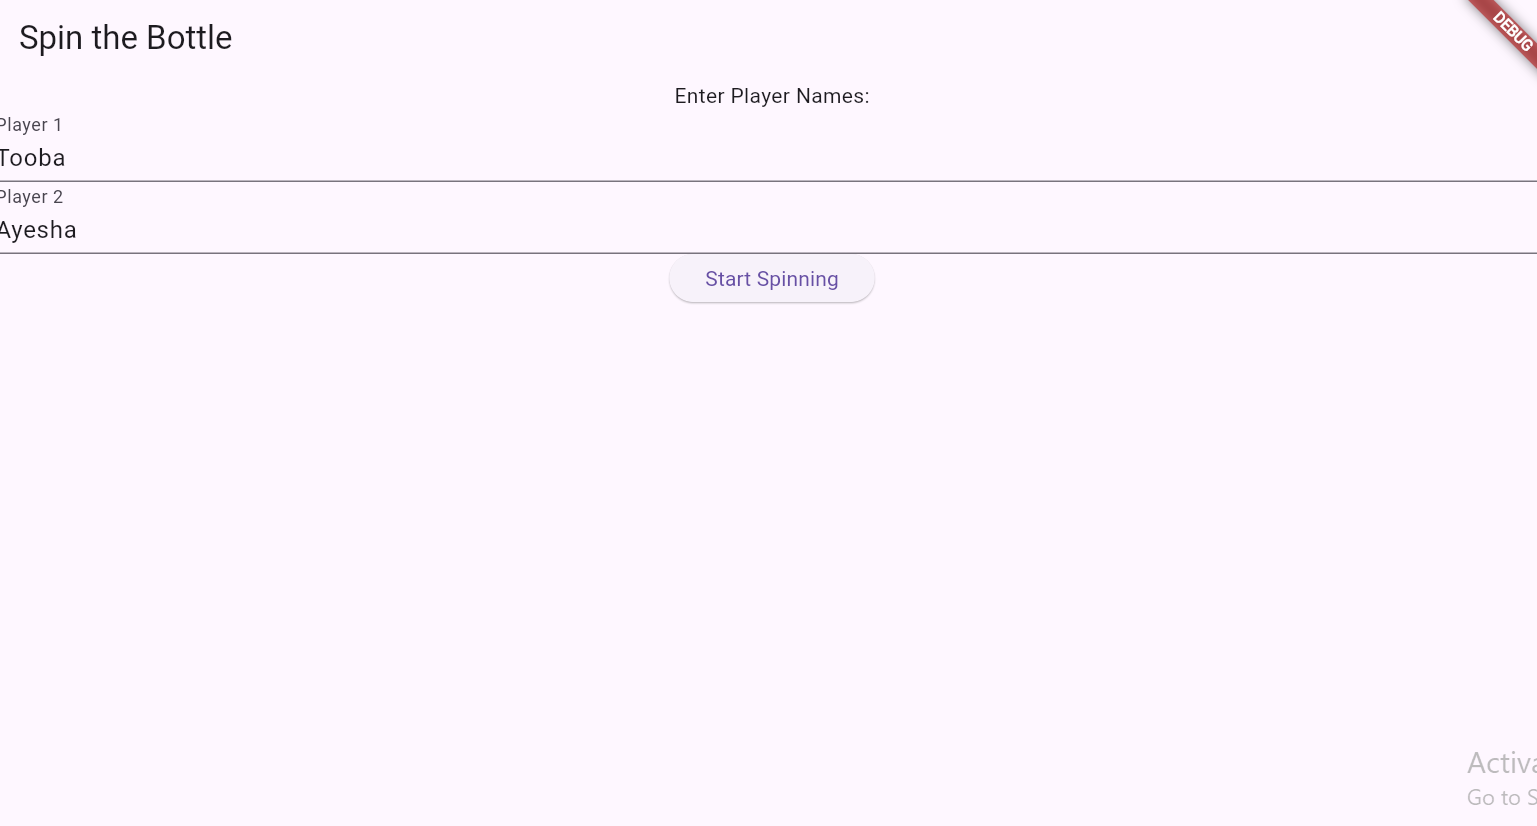 Spin the Bottle
DEBUG
Enter Player Names:
Player 1
Tooba
Player 2
Ayesha
Start Spinning
Activa
Go to S